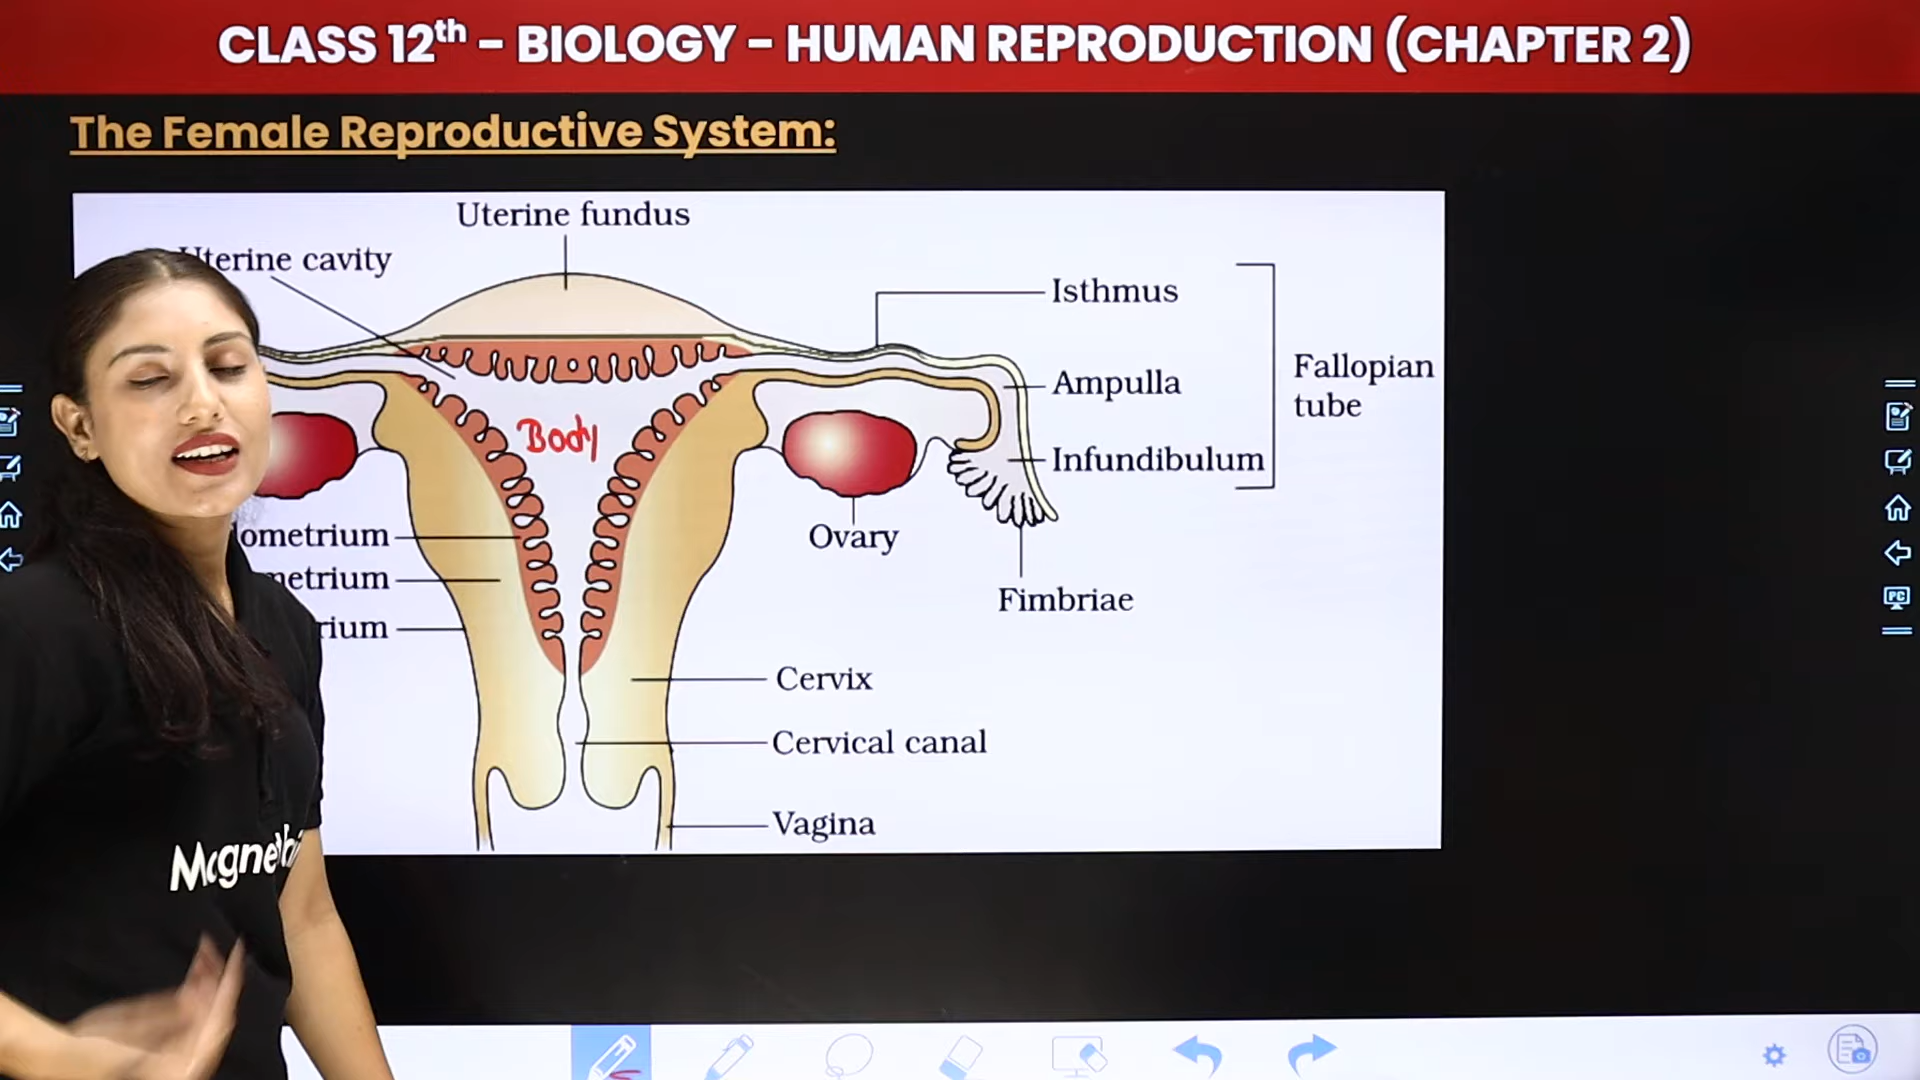 CLASS 12th - BIOLOGY - HUMAN REPRODUCTION (CHAPTER 2)
The Female Reproductive System:
Uterine fundus
Uterine cavity
Isthmus
Ampulla
Fallopian
tube
Infundibulum
Body
Ovary
Fimbriae
ometrium
metrium
rium
Cervix
Cervical canal
Vagina
PC